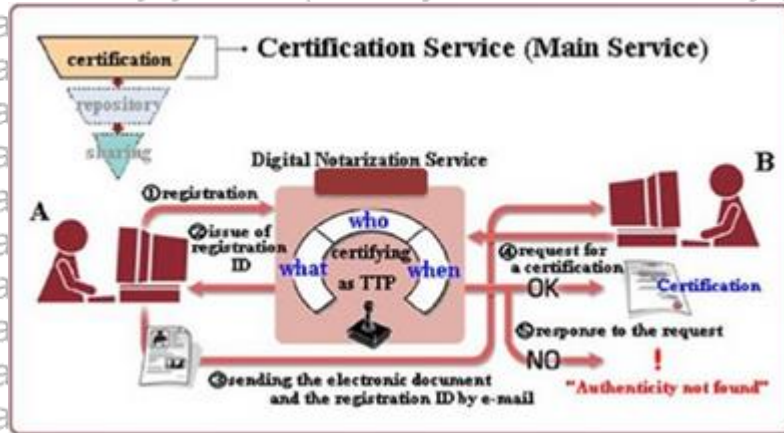 Certification Service (Main Service)
certification
repository
sharing
Digital Notarization Service
A
B
①registration
②issue of
registration
ID
who
what
when
certifying
as TTP
④request for
a certification
OK
Certification
⑤response to the request
NO
!
"Authenticity not found"
③sending the electronic document
and the registration ID by e-mail